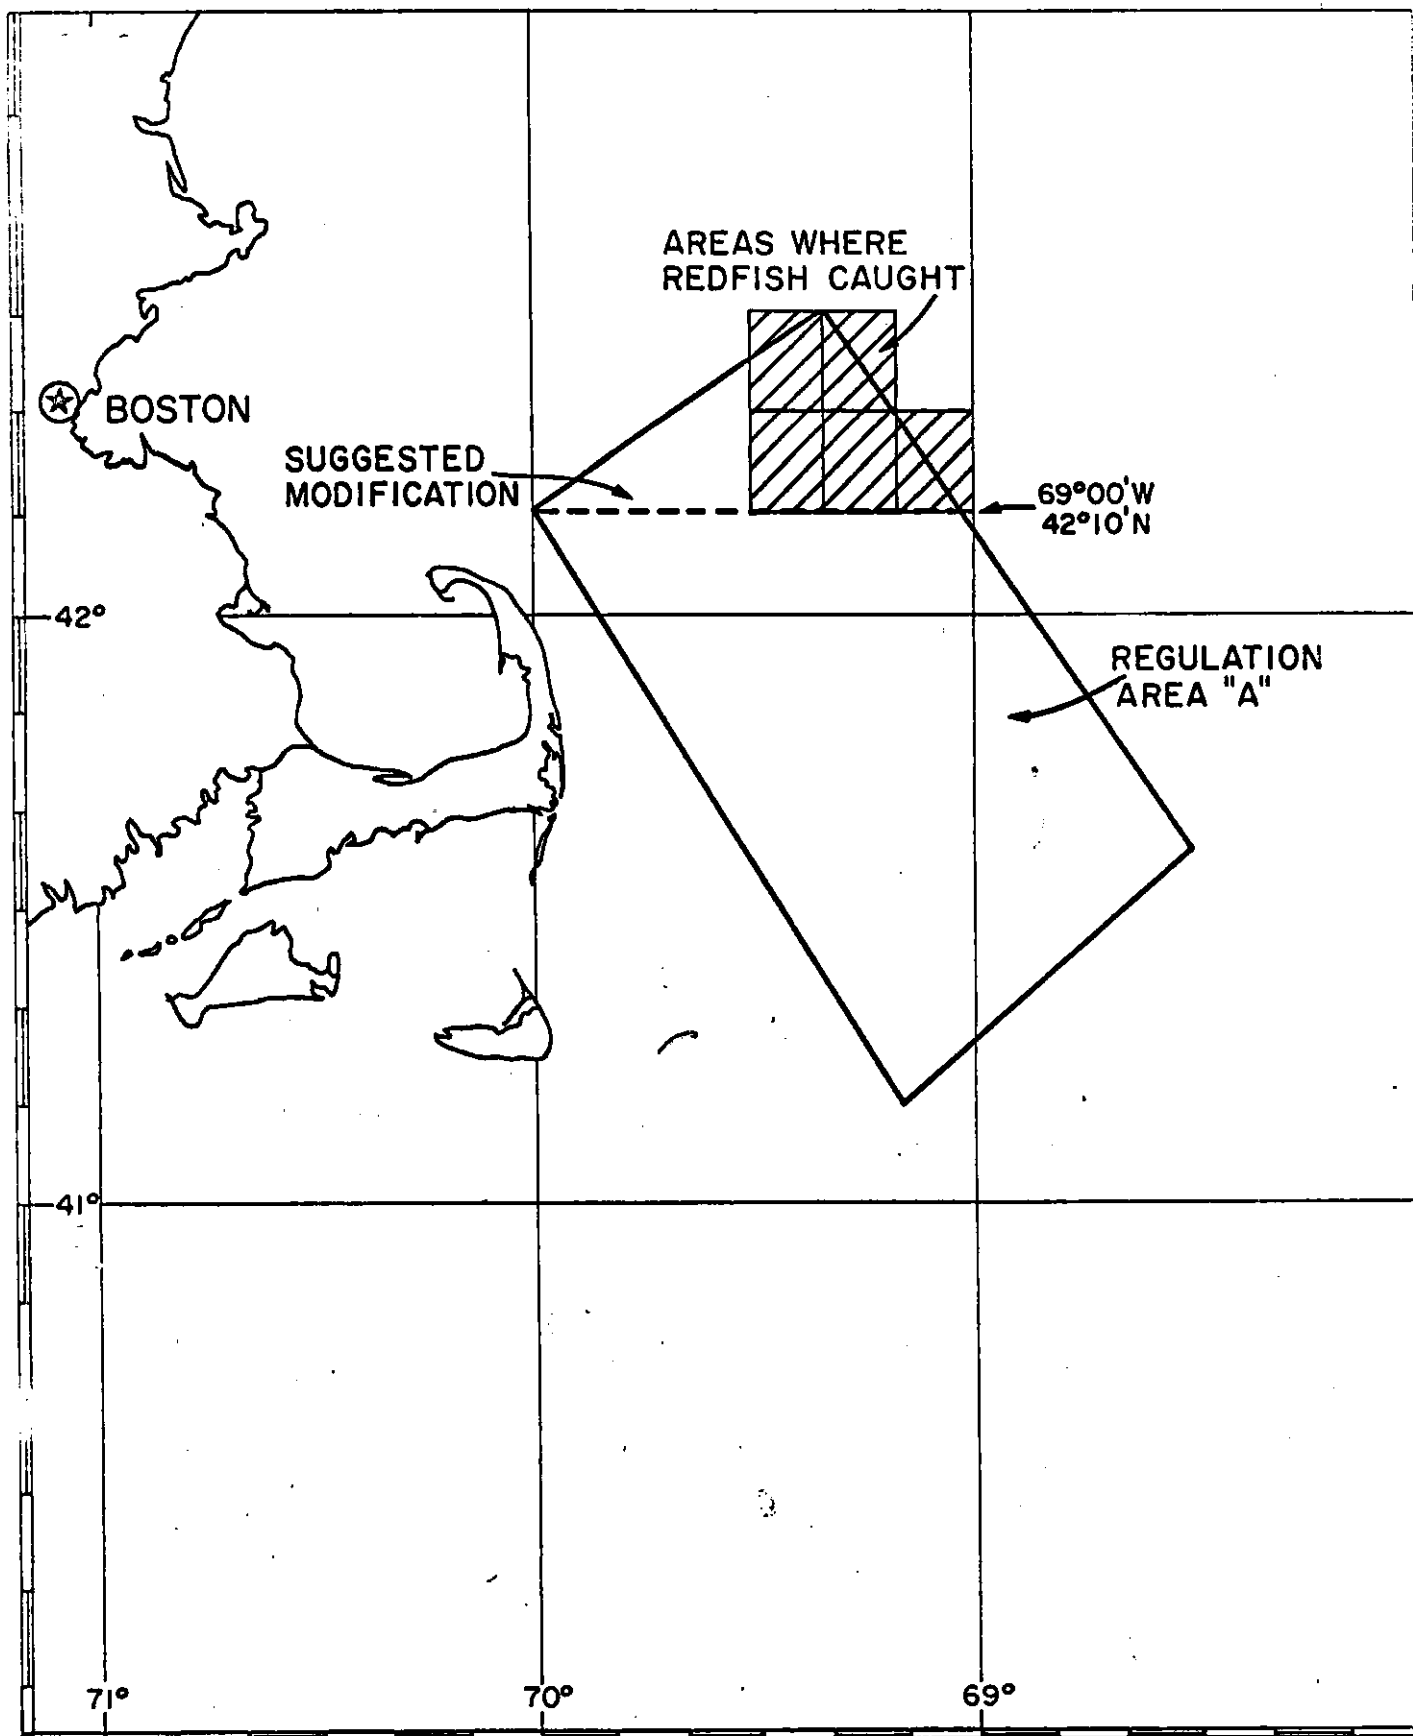 AREAS WHERE
REDFISH CAUGHT
BOSTON
SUGGESTED
MODIFICATION
69°00'W
42°10'N
42°
REGULATION
AREA "A"
41°
71°
70°
69°